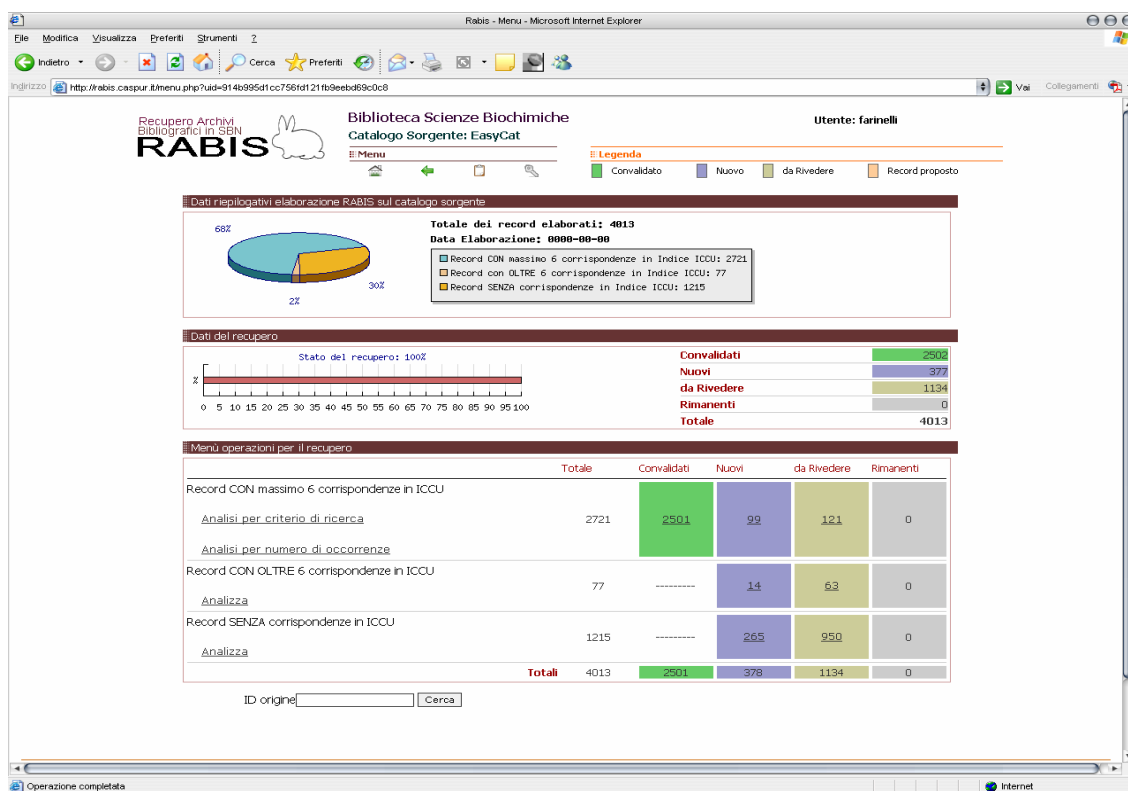 Rabis - Menu - Microsoft Internet Explorer
File Modifica Visualizza Preferiti Strumenti ?
Indietro Cerca Preferiti
Indirizzo http://rabis.caspur.it/menu.php?uid=914b995d1cc756fd121fb9eebd69c0c8 Vai Collegamenti
Recupero Archivi
Bibliografici in SBN
RABIS
Biblioteca Scienze Biochimiche
Catalogo Sorgente: EasyCat
Utente: farinelli
Menu
Legenda
Convalidato Nuovo da Rivedere Record proposto
Dati riepilogativi elaborazione RABIS sul catalogo sorgente
68%
30%
2%
Totale dei record elaborati: 4013
Data Elaborazione: 0000-00-00
Record CON massimo 6 corrispondenze in Indice ICCU: 2721
Record con OLTRE 6 corrispondenze in Indice ICCU: 77
Record SENZA corrispondenze in Indice ICCU: 1215
Dati del recupero
Stato del recupero: 100%
%
0 5 10 15 20 25 30 35 40 45 50 55 60 65 70 75 80 85 90 95 100
Convalidati 2502
Nuovi 377
da Rivedere 1134
Rimanenti 0
Totale 4013
Menù operazioni per il recupero
Totale Convalidati Nuovi da Rivedere Rimanenti
Record CON massimo 6 corrispondenze in ICCU
Analisi per criterio di ricerca 2721 2501 99 121 0
Analisi per numero di occorrenze
Record CON OLTRE 6 corrispondenze in ICCU
77 --------- 14 63 0
Analizza
Record SENZA corrispondenze in ICCU
1215 --------- 265 950 0
Analizza
Totali 4013 2501 378 1134 0
ID origine Cerca
Operazione completata Internet